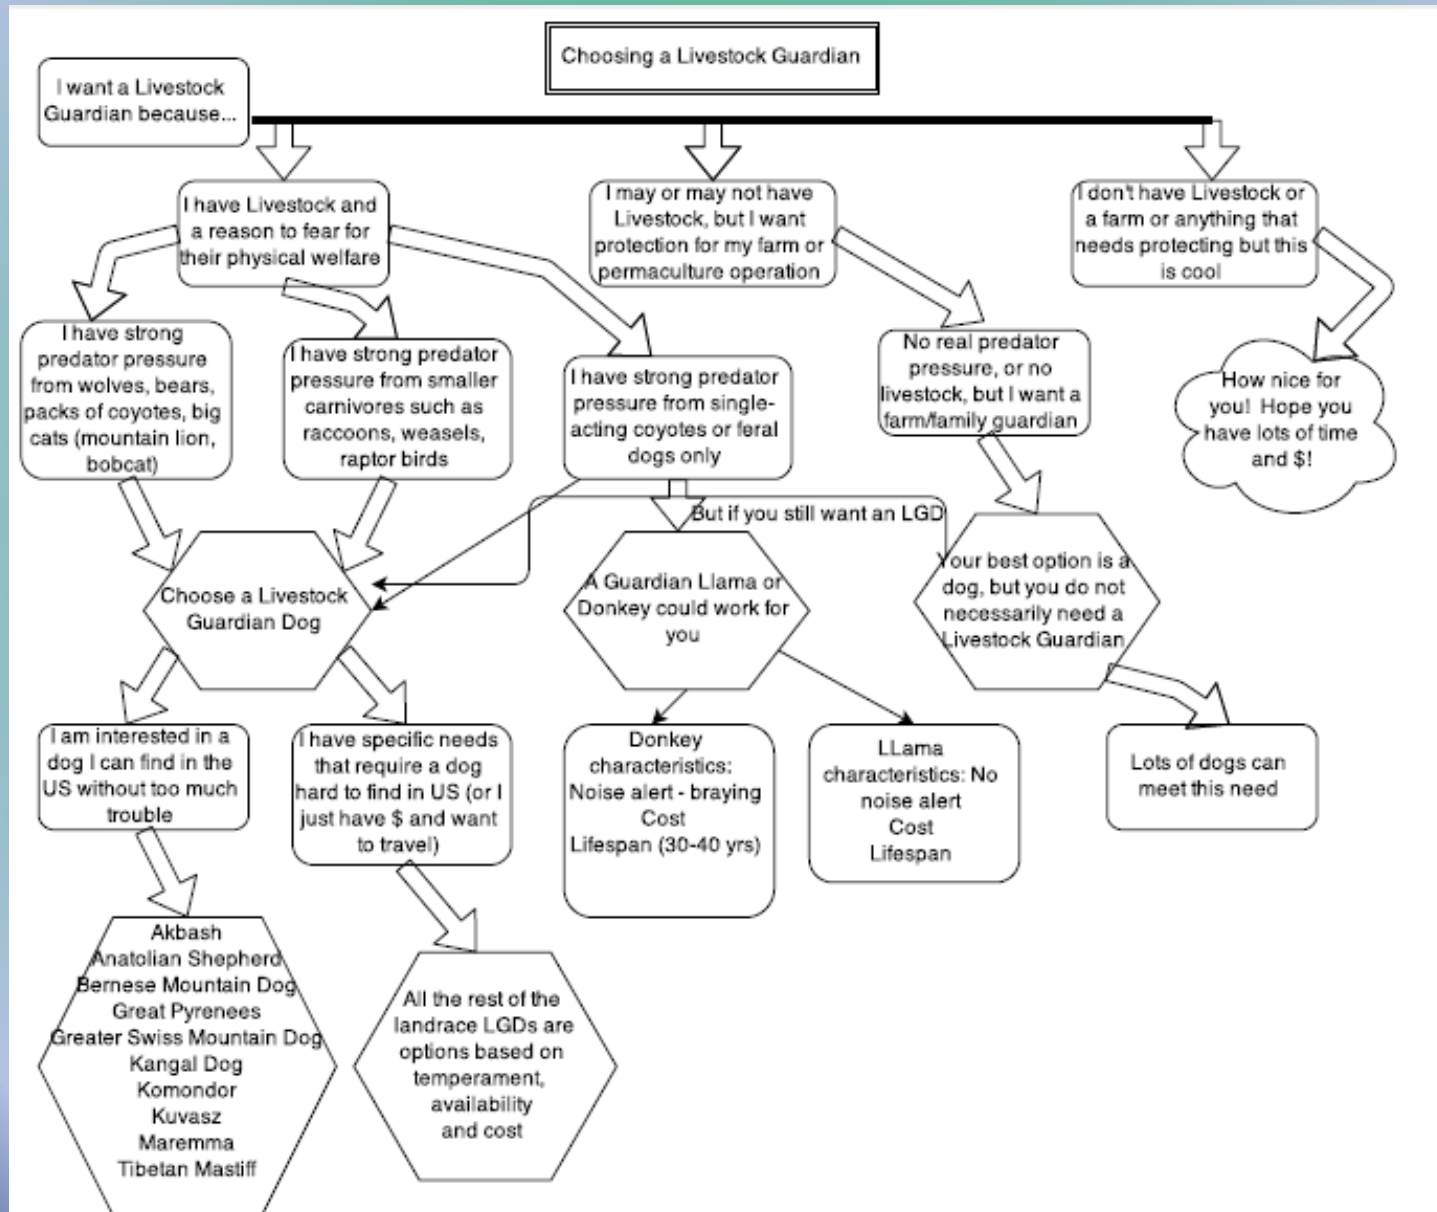 Choosing a Livestock Guardian
I want a Livestock
Guardian because...
I have Livestock and
a reason to fear for
their physical welfare
I may or may not have
Livestock, but I want
protection for my farm or
permaculture operation
I don't have Livestock or
a farm or anything that
needs protecting but this
is cool
I have strong
predator pressure
from wolves, bears,
packs of coyotes, big
cats (mountain lion,
bobcat)
I have strong predator
pressure from smaller
carnivores such as
raccoons, weasels,
raptor birds
I have strong predator
pressure from single-
acting coyotes or feral
dogs only
No real predator
pressure, or no
livestock, but I want a
farm/family guardian
How nice for
you! Hope you
have lots of time
and $!
But if you still want an LGD
Choose a Livestock
Guardian Dog
A Guardian Llama or
Donkey could work for
you
Your best option is a
dog, but you do not
necessarily need a
Livestock Guardian
I am interested in a
dog I can find in the
US without too much
trouble
I have specific needs
that require a dog
hard to find in US (or I
just have $ and want
to travel)
Donkey
characteristics:
Noise alert - braying
Cost
Lifespan (30-40 yrs)
LLama
characteristics: No
noise alert
Cost
Lifespan
Lots of dogs can
meet this need
Akbash
Anatolian Shepherd
Bernese Mountain Dog
Great Pyrenees
Greater Swiss Mountain Dog
Kangal Dog
Komondor
Kuvasz
Maremma
Tibetan Mastiff
All the rest of the
landrace LGDs are
options based on
temperament,
availability
and cost